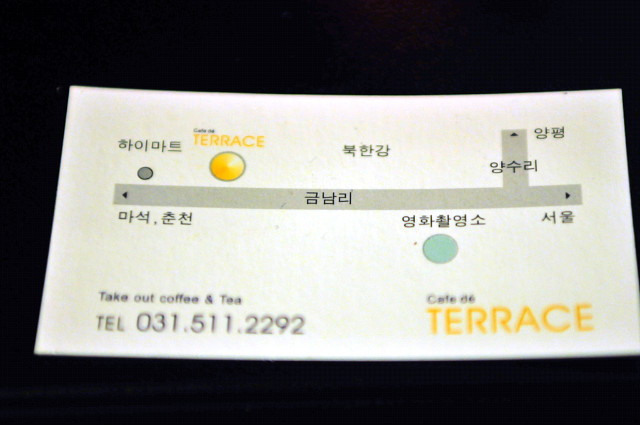 양평
Cafe dé
TERRACE
하이마트
북한강
양수리
금남리
마석,춘천
영화촬영소
서울
Take out coffee & Tea
TEL 031.511.2292
Cafe dé
TERRACE